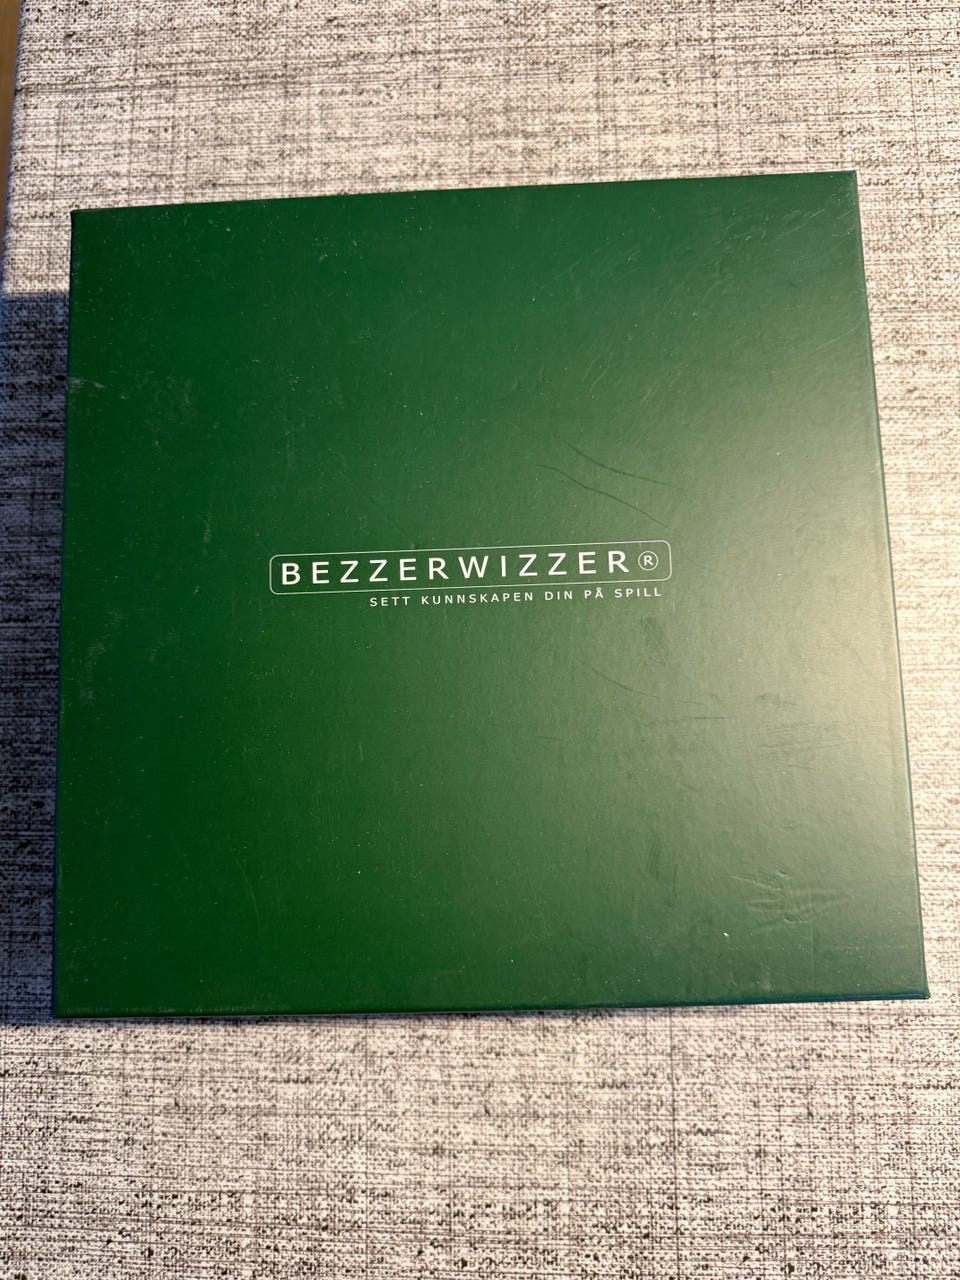 BEZZERWIZZER®
SETT KUNNSKAPEN DIN PÅ SPILL